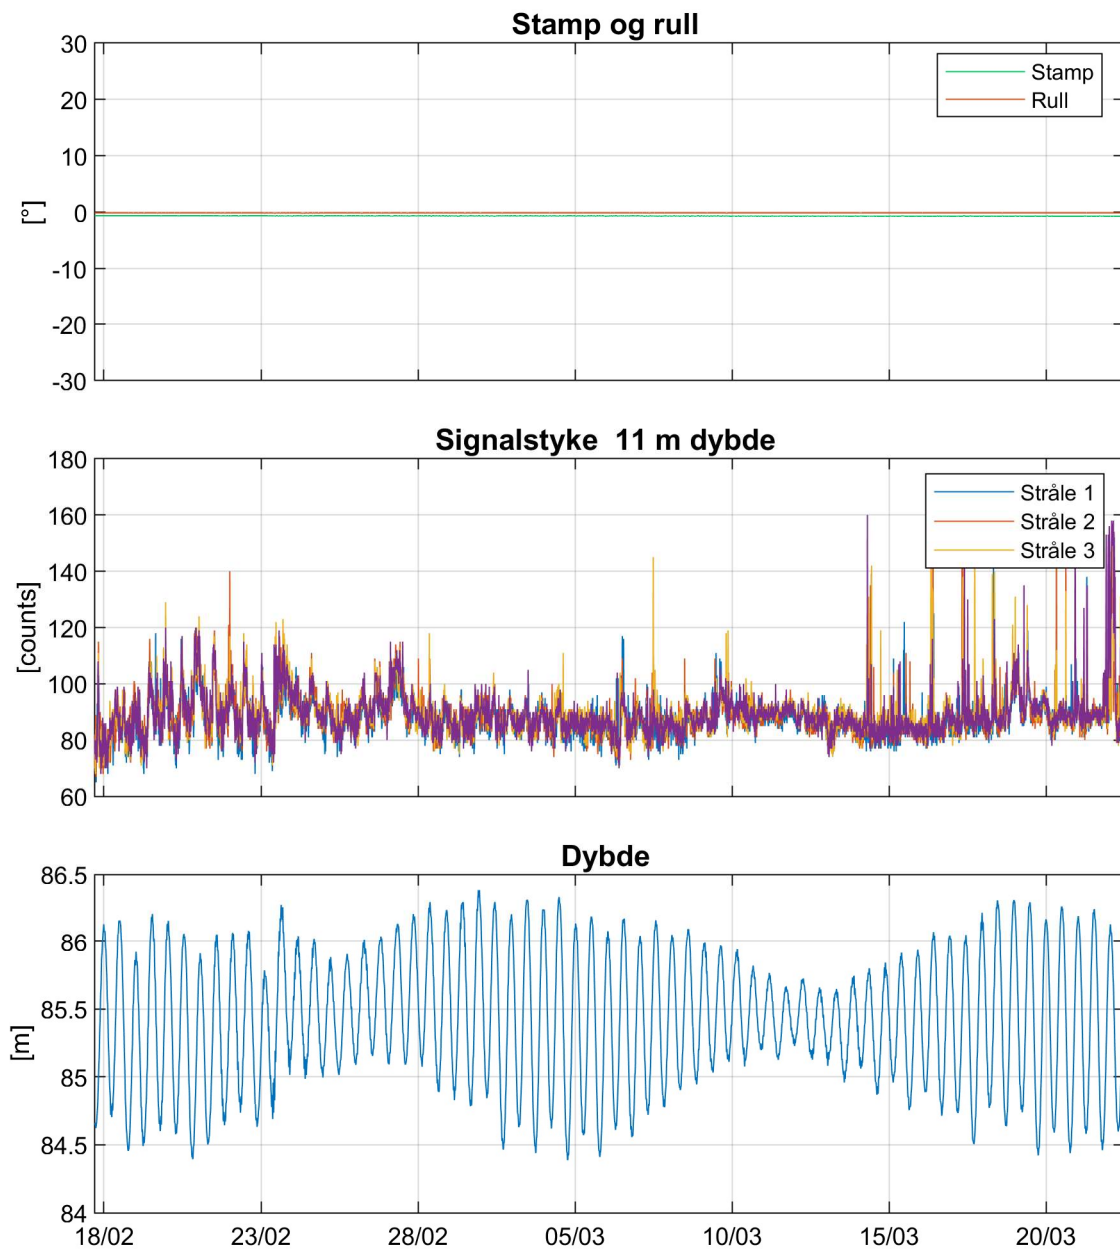 Stamp og rull
30
20
10
0
-10
-20
-30
[°]
Stamp
Rull
Signalstyke 11 m dybde
180
160
140
120
100
80
60
[counts]
Stråle 1
Stråle 2
Stråle 3
Dybde
86.5
86
85.5
85
84.5
84
[m]
18/02 23/02 28/02 05/03 10/03 15/03 20/03